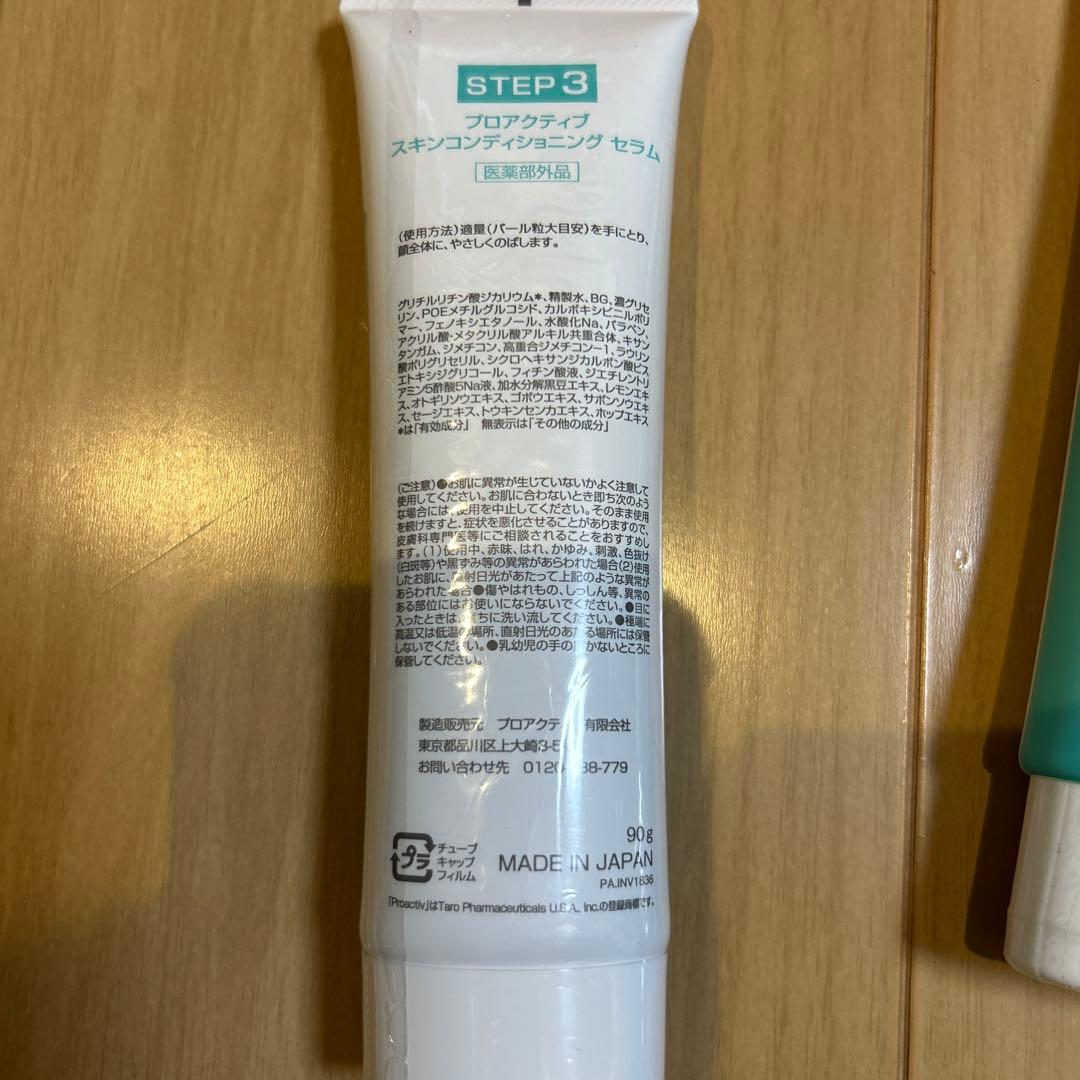 STEP3
プロアクティブ
スキンコンディショニング セラム
医薬部外品
(使用方法)適量(パール粒大目安)を手にとり、
顔全体に、やさしくのばします。
グリチルリチン酸ジカリウム*、精製水、BG、濃グリセ
リン、POEメチルグルコシド、カルボキシビニルポリ
マー、フェノキシエタノール、水酸化Na、パラベン、
アクリル酸・メタクリル酸アルキル共重合体、キサン
タンガム、ジメチコン、高重合ジメチコン-1、ラウリン
酸ポリグリセリル、シクロヘキサンジカルボン酸ビス
エトキシジグリコール、フィチン酸液、ジエチレントリ
アミン5酢酸5Na液、加水分解黒豆エキス、レモンエキ
ス、オトギリソウエキス、ゴボウエキス、サボンソウエキ
ス、セージエキス、トウキンセンカエキス、ホップエキス
*は「有効成分」 無表示は「その他の成分」
(ご注意)●お肌に異常が生じていないかよく注意して
使用してください。お肌に合わないとき即ち次のよう
な場合には、使用を中止してください。そのまま使用
を続けますと、症状を悪化させることがありますので、
皮膚科専門医等にご相談されることをおすすめし
ます。(1)使用中、赤味、はれ、かゆみ、刺激、色抜け
(白斑等)や黒ずみ等の異常があらわれた場合(2)使用
したお肌に、直射日光があたって上記のような異常が
あらわれた場合●傷やはれもの、しっしん等、異常の
ある部位にはお使いにならないでください。●目に
入ったときは、直ちに洗い流してください。●極端に
高温又は低温の場所、直射日光のあたる場所には保管
しないでください。●乳幼児の手の届かないところに
保管してください。
製造販売元 プロアクティブ有限会社
東京都品川区上大崎3-5
お問い合わせ先 0120- 88-779
プラ
チューブ
キャップ
フィルム
90g
MADE IN JAPAN
PA.INV1836
「Proactiv」はTaro Pharmaceuticals U.S.A., Inc.の登録商標です。